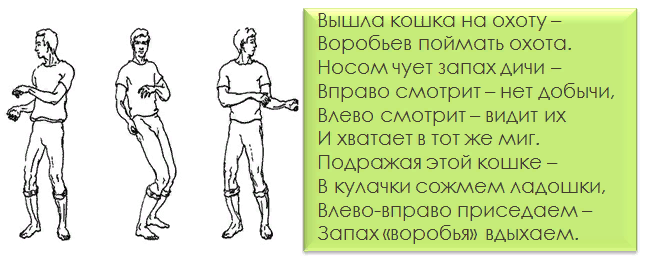 Вышла кошка на охоту –
Воробьев поймать охота.
Носом чует запах дичи –
Вправо смотрит – нет добычи,
Влево смотрит – видит их
И хватает в тот же миг.
Подражая этой кошке –
В кулачки сожмем ладошки,
Влево-вправо приседаем –
Запах «воробья» вдыхаем.